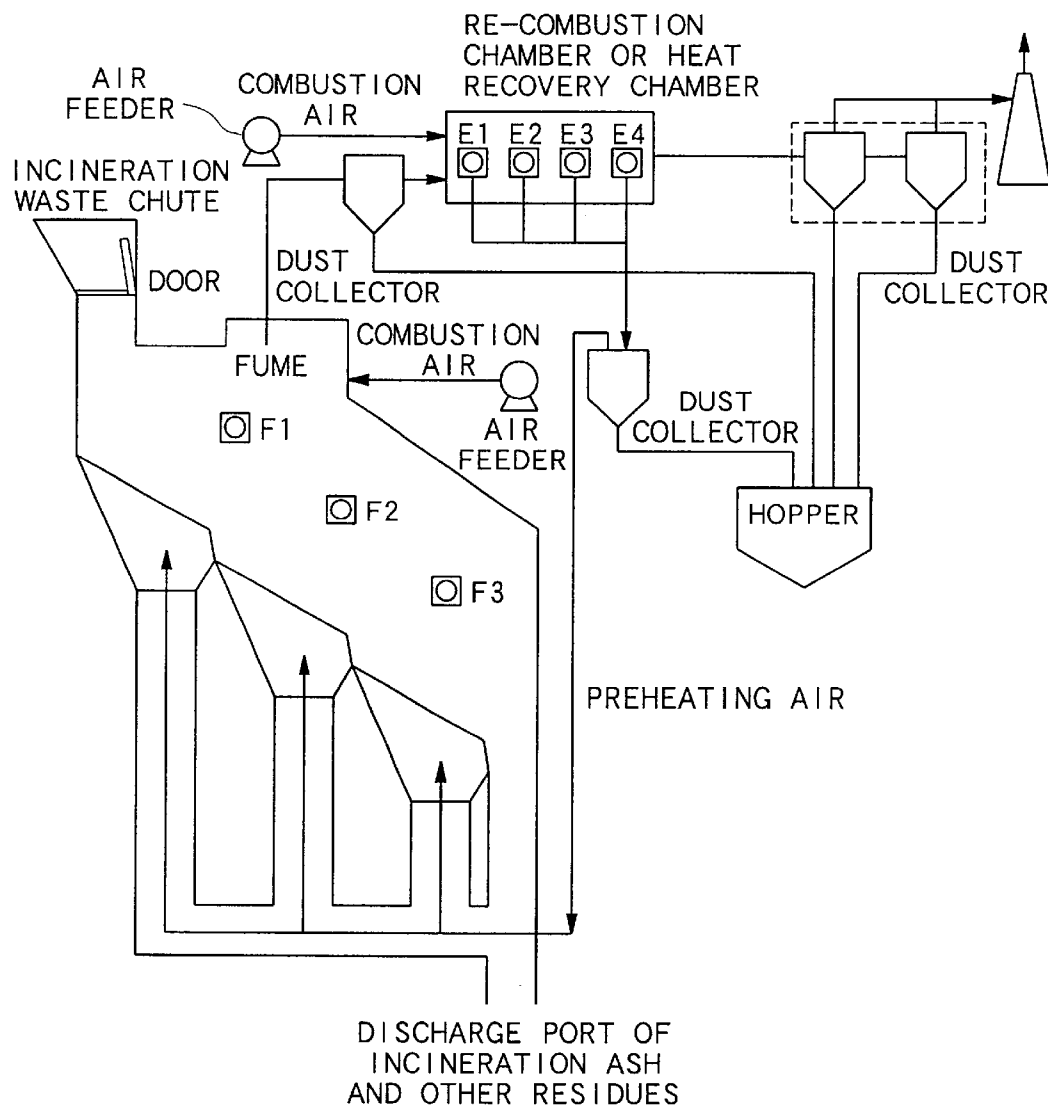 RE-COMBUSTION
CHAMBER OR HEAT
RECOVERY CHAMBER
AIR
FEEDER
COMBUSTION
AIR
E1 E2 E3 E4
INCINERATION
WASTE CHUTE
DOOR
DUST
COLLECTOR
DUST
COLLECTOR
FUME
COMBUSTION
AIR
AIR
FEEDER
DUST
COLLECTOR
F1
F2
HOPPER
F3
PREHEATING AIR
DISCHARGE PORT OF
INCINERATION ASH
AND OTHER RESIDUES